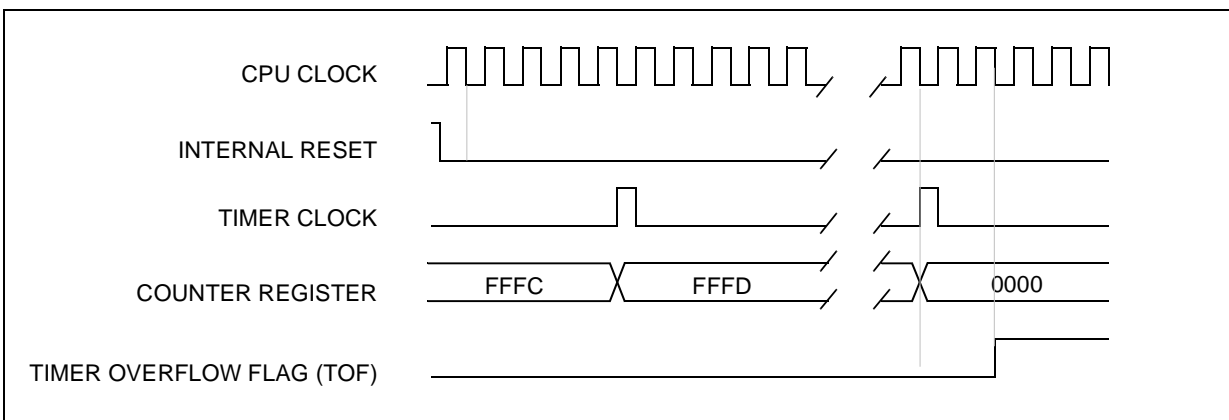 CPU CLOCK
INTERNAL RESET
TIMER CLOCK
COUNTER REGISTER FFFC FFFD 0000
TIMER OVERFLOW FLAG (TOF)